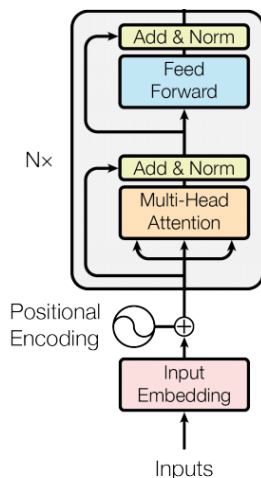 Add & Norm
Feed
Forward
N×
Add & Norm
Multi-Head
Attention
Positional
Encoding
Input
Embedding
Inputs